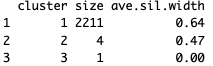 cluster size ave.sil.width
1 1 2211 0.64
2 2 4 0.47
3 3 1 0.00